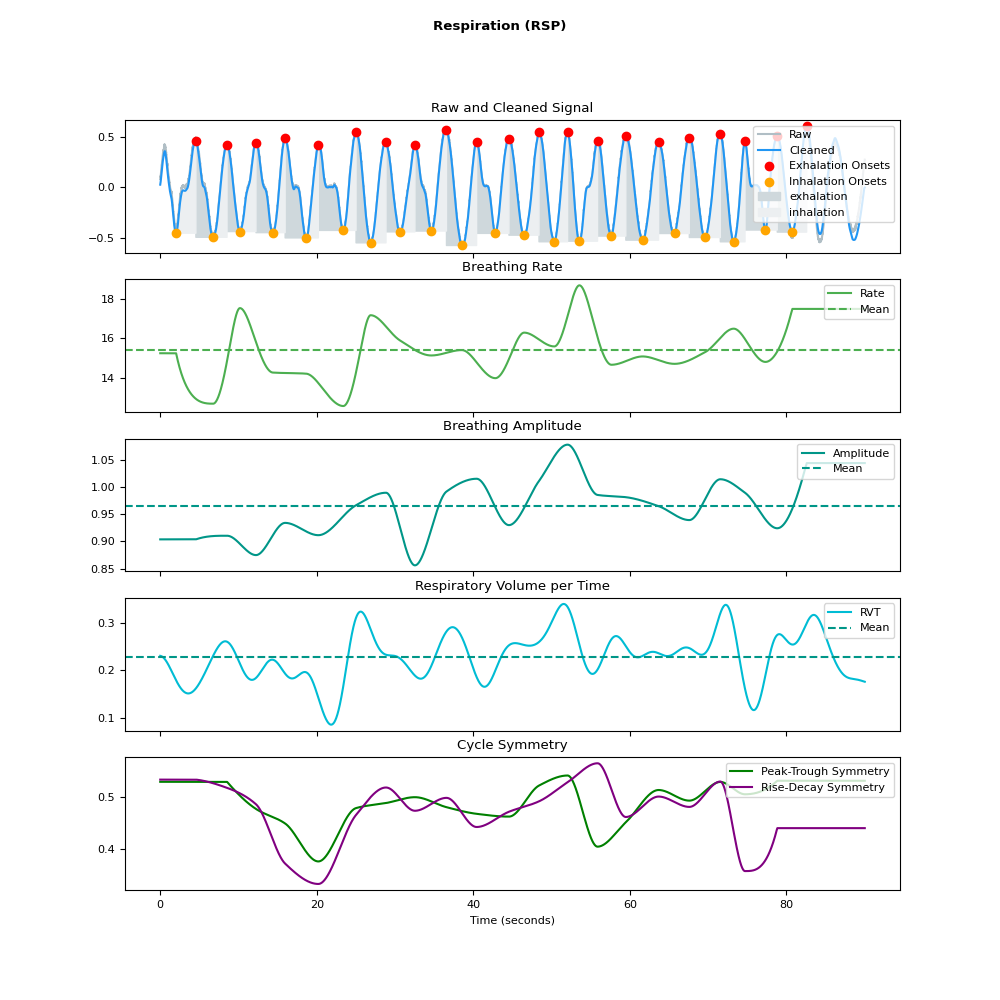 Respiration (RSP)
Raw and Cleaned Signal
0.5
0.0
−0.5
Raw
Cleaned
Exhalation Onsets
Inhalation Onsets
exhalation
inhalation
Breathing Rate
18
16
14
Rate
Mean
Breathing Amplitude
1.05
1.00
0.95
0.90
0.85
Amplitude
Mean
Respiratory Volume per Time
0.3
0.2
0.1
RVT
Mean
Cycle Symmetry
0.5
0.4
Peak-Trough Symmetry
Rise-Decay Symmetry
0 20 40 60 80
Time (seconds)